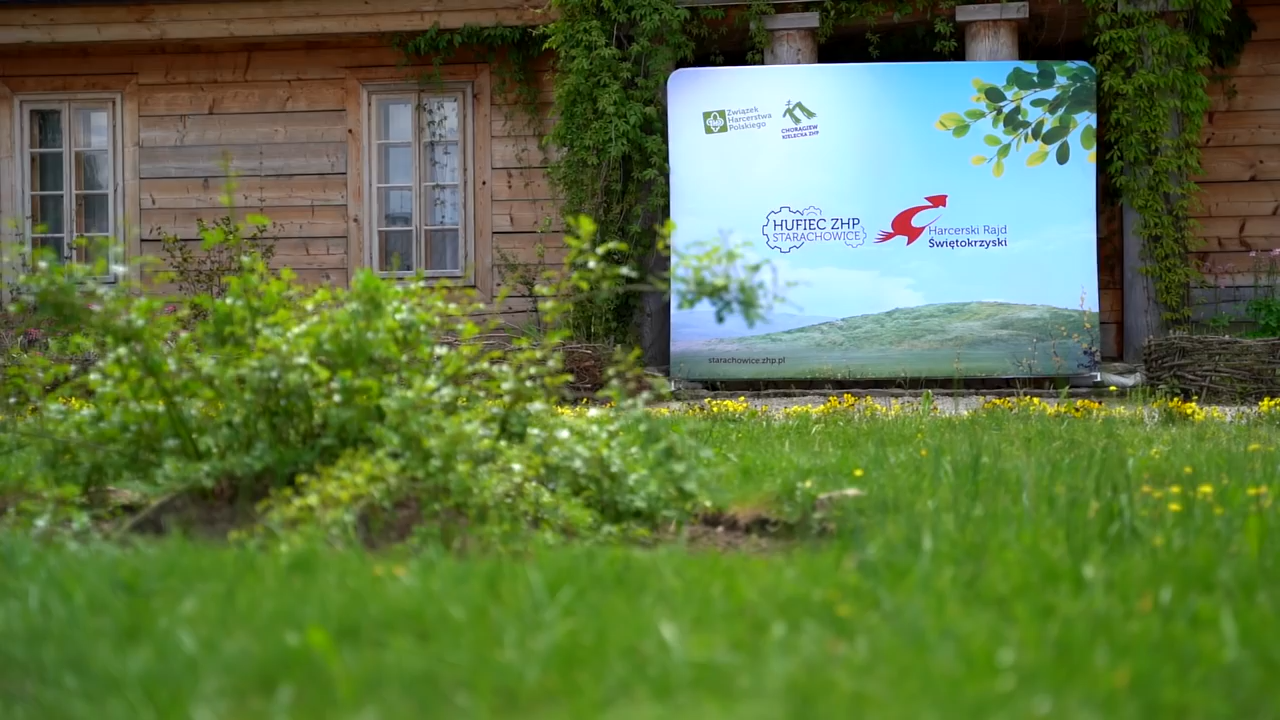 Związek
Harcerstwa
Polskiego
CHORĄGIEW
KIELECKA ZHP
HUFIEC ZHP
STARACHOWICE
Harcerski Rajd
Świętokrzyski
starachowice.zhp.pl